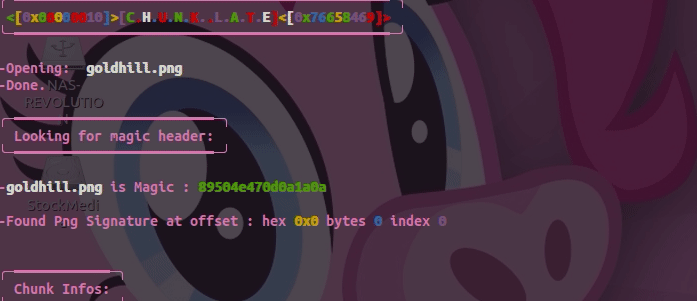 <[0x00000010]>[C.H.U.N.K.L.A.T.E]<[0x76658469]>
-Opening:  goldhill.png
-Done.
NAS-
REVOLUTIO
Looking for magic header:
-goldhill.png is Magic : 89504e470d0a1a0a
StockMedi
-Found Png Signature at offset : hex 0x0 bytes 0 index 0
Chunk Infos: